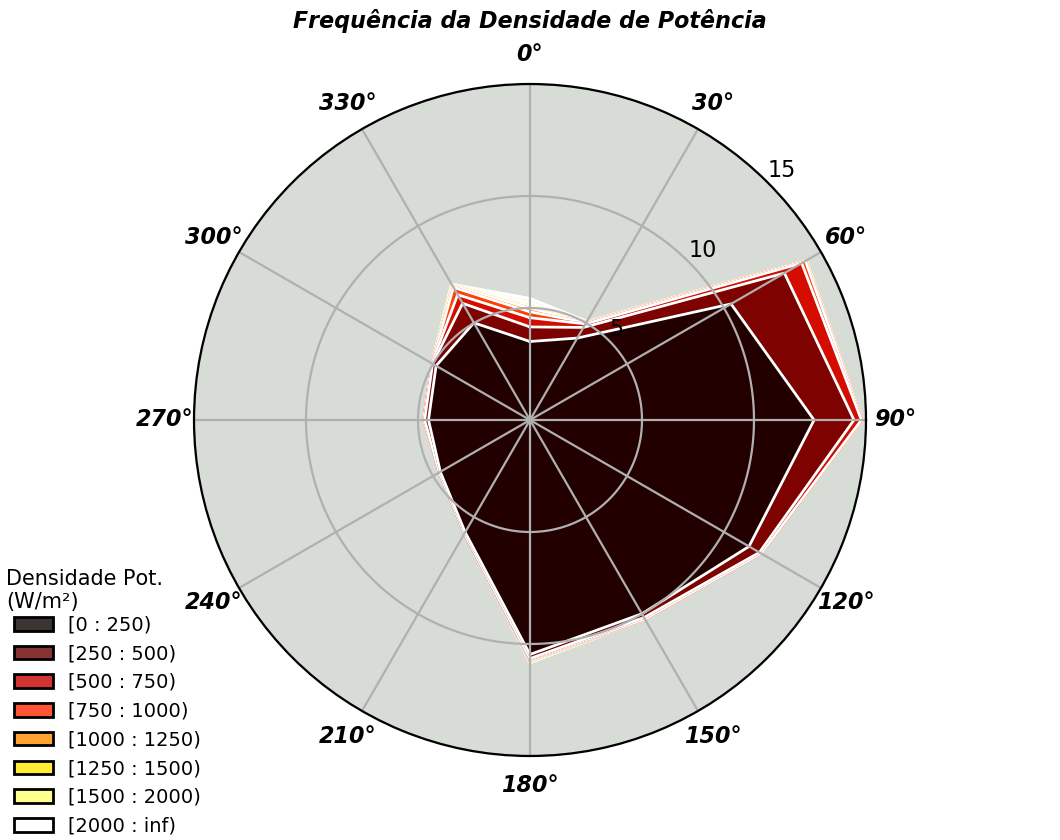 Frequência da Densidade de Potência
0°
330°
30°
15
300°
60°
10
5
270°
90°
240°
120°
210°
150°
180°
Densidade Pot.
(W/m²)
[0 : 250)
[250 : 500)
[500 : 750)
[750 : 1000)
[1000 : 1250)
[1250 : 1500)
[1500 : 2000)
[2000 : inf)